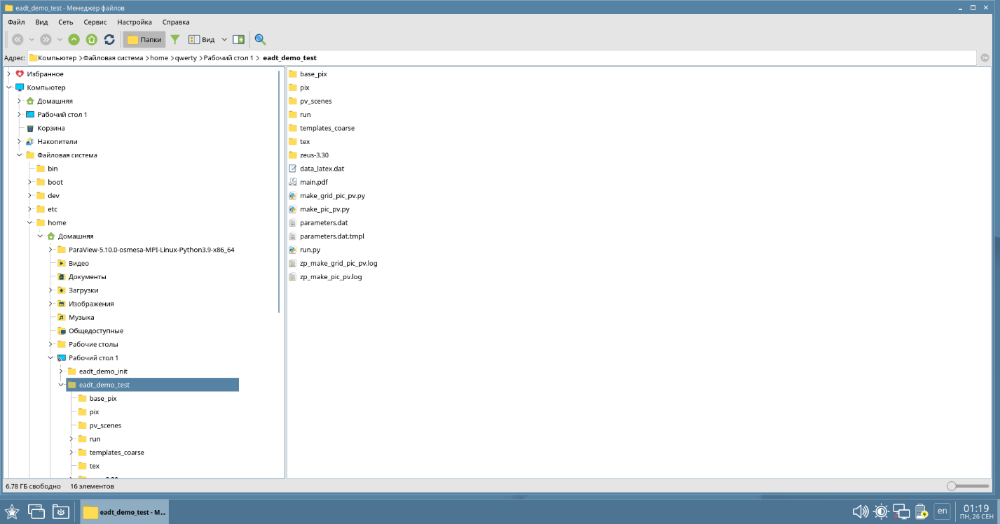 eadt_demo_test - Менеджер файлов
Файл Вид Сеть Сервис Настройка Справка
Папки Вид
Адрес: Компьютер Файловая система home qwerty Рабочий стол 1 eadt_demo_test
Избранное
Компьютер
Домашняя
Рабочий стол 1
Корзина
Накопители
Файловая система
bin
boot
dev
etc
home
Домашняя
ParaView-5.10.0-osmesa-MPI-Linux-Python3.9-x86_64
Видео
Документы
Загрузки
Изображения
Музыка
Общедоступные
Рабочие столы
Рабочий стол 1
eadt_demo_init
eadt_demo_test
base_pix
pix
pv_scenes
run
templates_coarse
tex
base_pix
pix
pv_scenes
run
templates_coarse
tex
zeus-3.30
data_latex.dat
main.pdf
make_grid_pic_pv.py
make_pic_pv.py
parameters.dat
parameters.dat.tmpl
run.py
zp_make_grid_pic_pv.log
zp_make_pic_pv.log
6.78 ГБ свободно 16 элементов
eadt_demo_test - М...
en
01:19
ПН, 26 СЕН